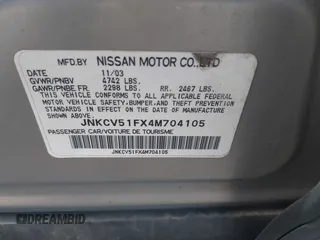 MFD. BY NISSAN MOTOR CO.,LTD
DATE 11/03
GVWR/PNBV 4742 LBS.
GAWR/PNBE FR. 2298 LBS. RR. 2467 LBS.
THIS VEHICLE CONFORMS TO ALL APPLICABLE FEDERAL
MOTOR VEHICLE SAFETY, BUMPER, AND THEFT PREVENTION
STANDARDS IN EFFECT ON THE DATE OF
MANUFACTURE SHOWN ABOVE.
JNKCV51FX4M704105
PASSENGER CAR/VOITURE DE TOURISME
JNKCV51FX4M704105
AUTOBIDMASTER